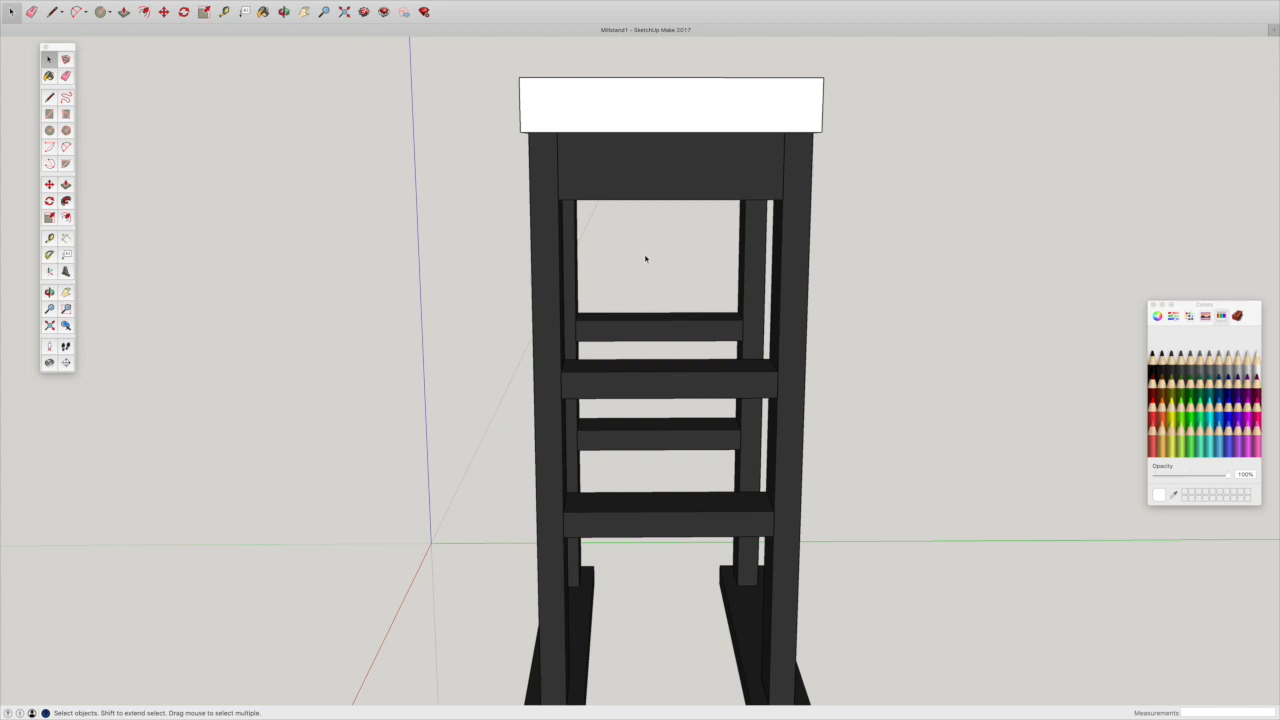 Millstand1 - SketchUp Make 2017
Colors
Opacity
100%
Select objects. Shift to extend select. Drag mouse to select multiple.
Measurements